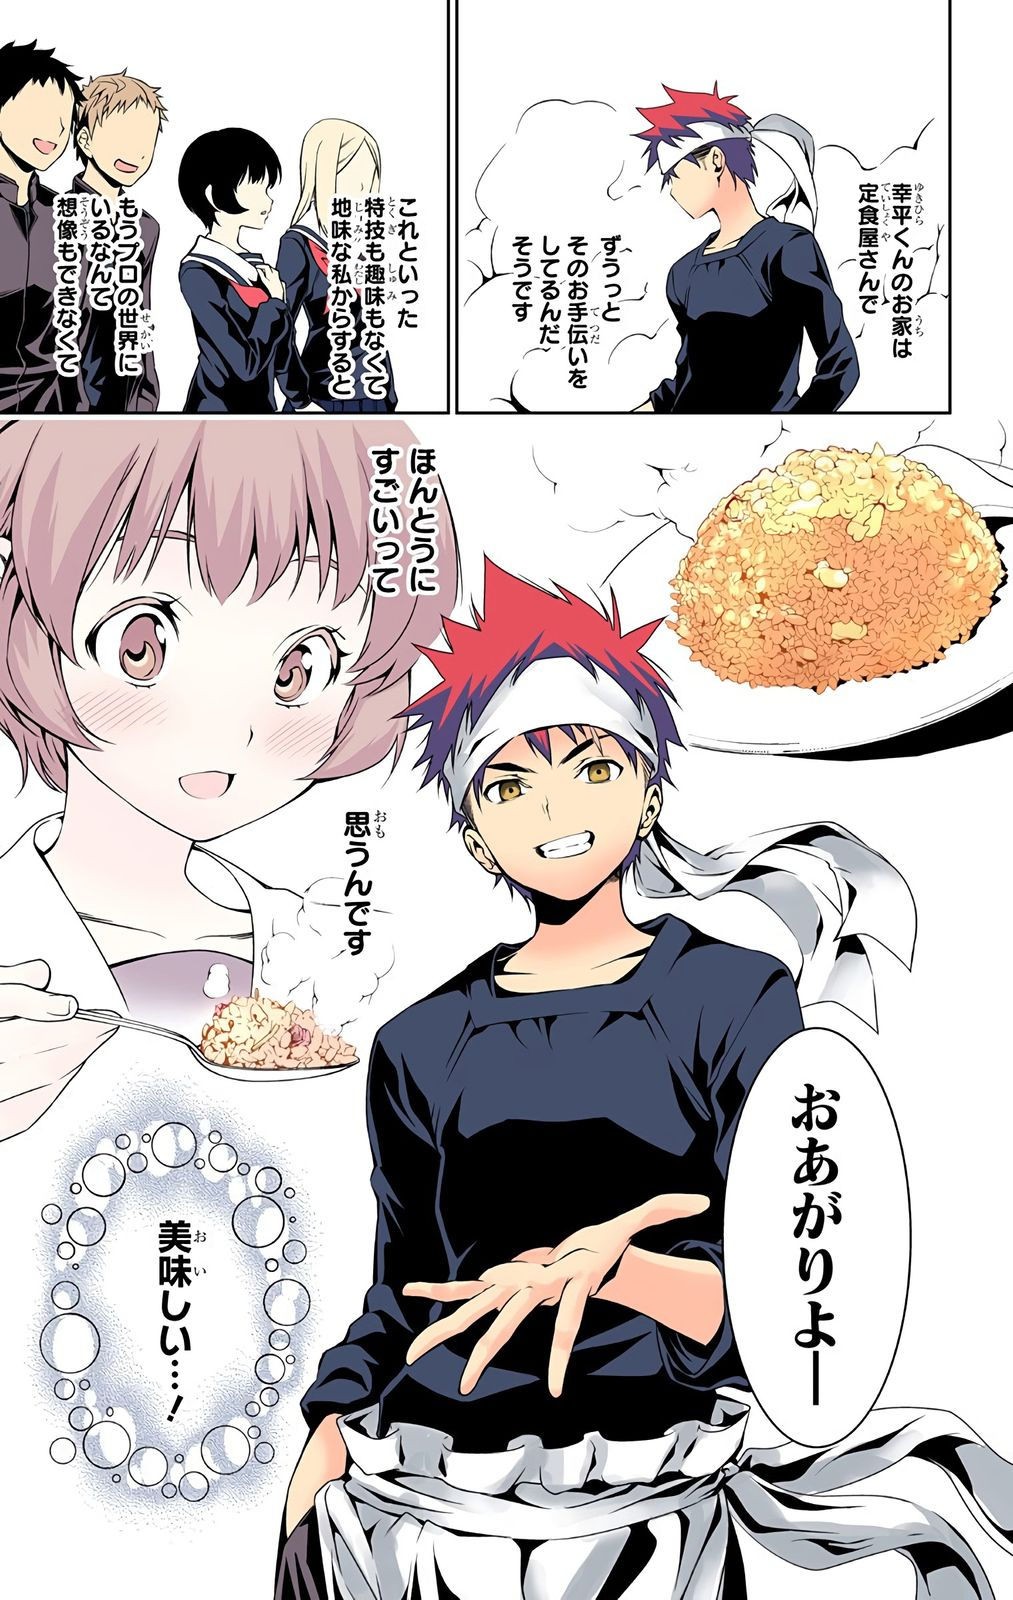 幸平くんのお家は
定食屋さんで
ずうっと
そのお手伝いを
してるんだ
そうです
これといった
特技も趣味もなくて
地味な私からすると
もうプロの世界に
いるなんて
想像もできなくて
ほんとうに
すごいって
思うんです
おあがりよー
美味しい…!